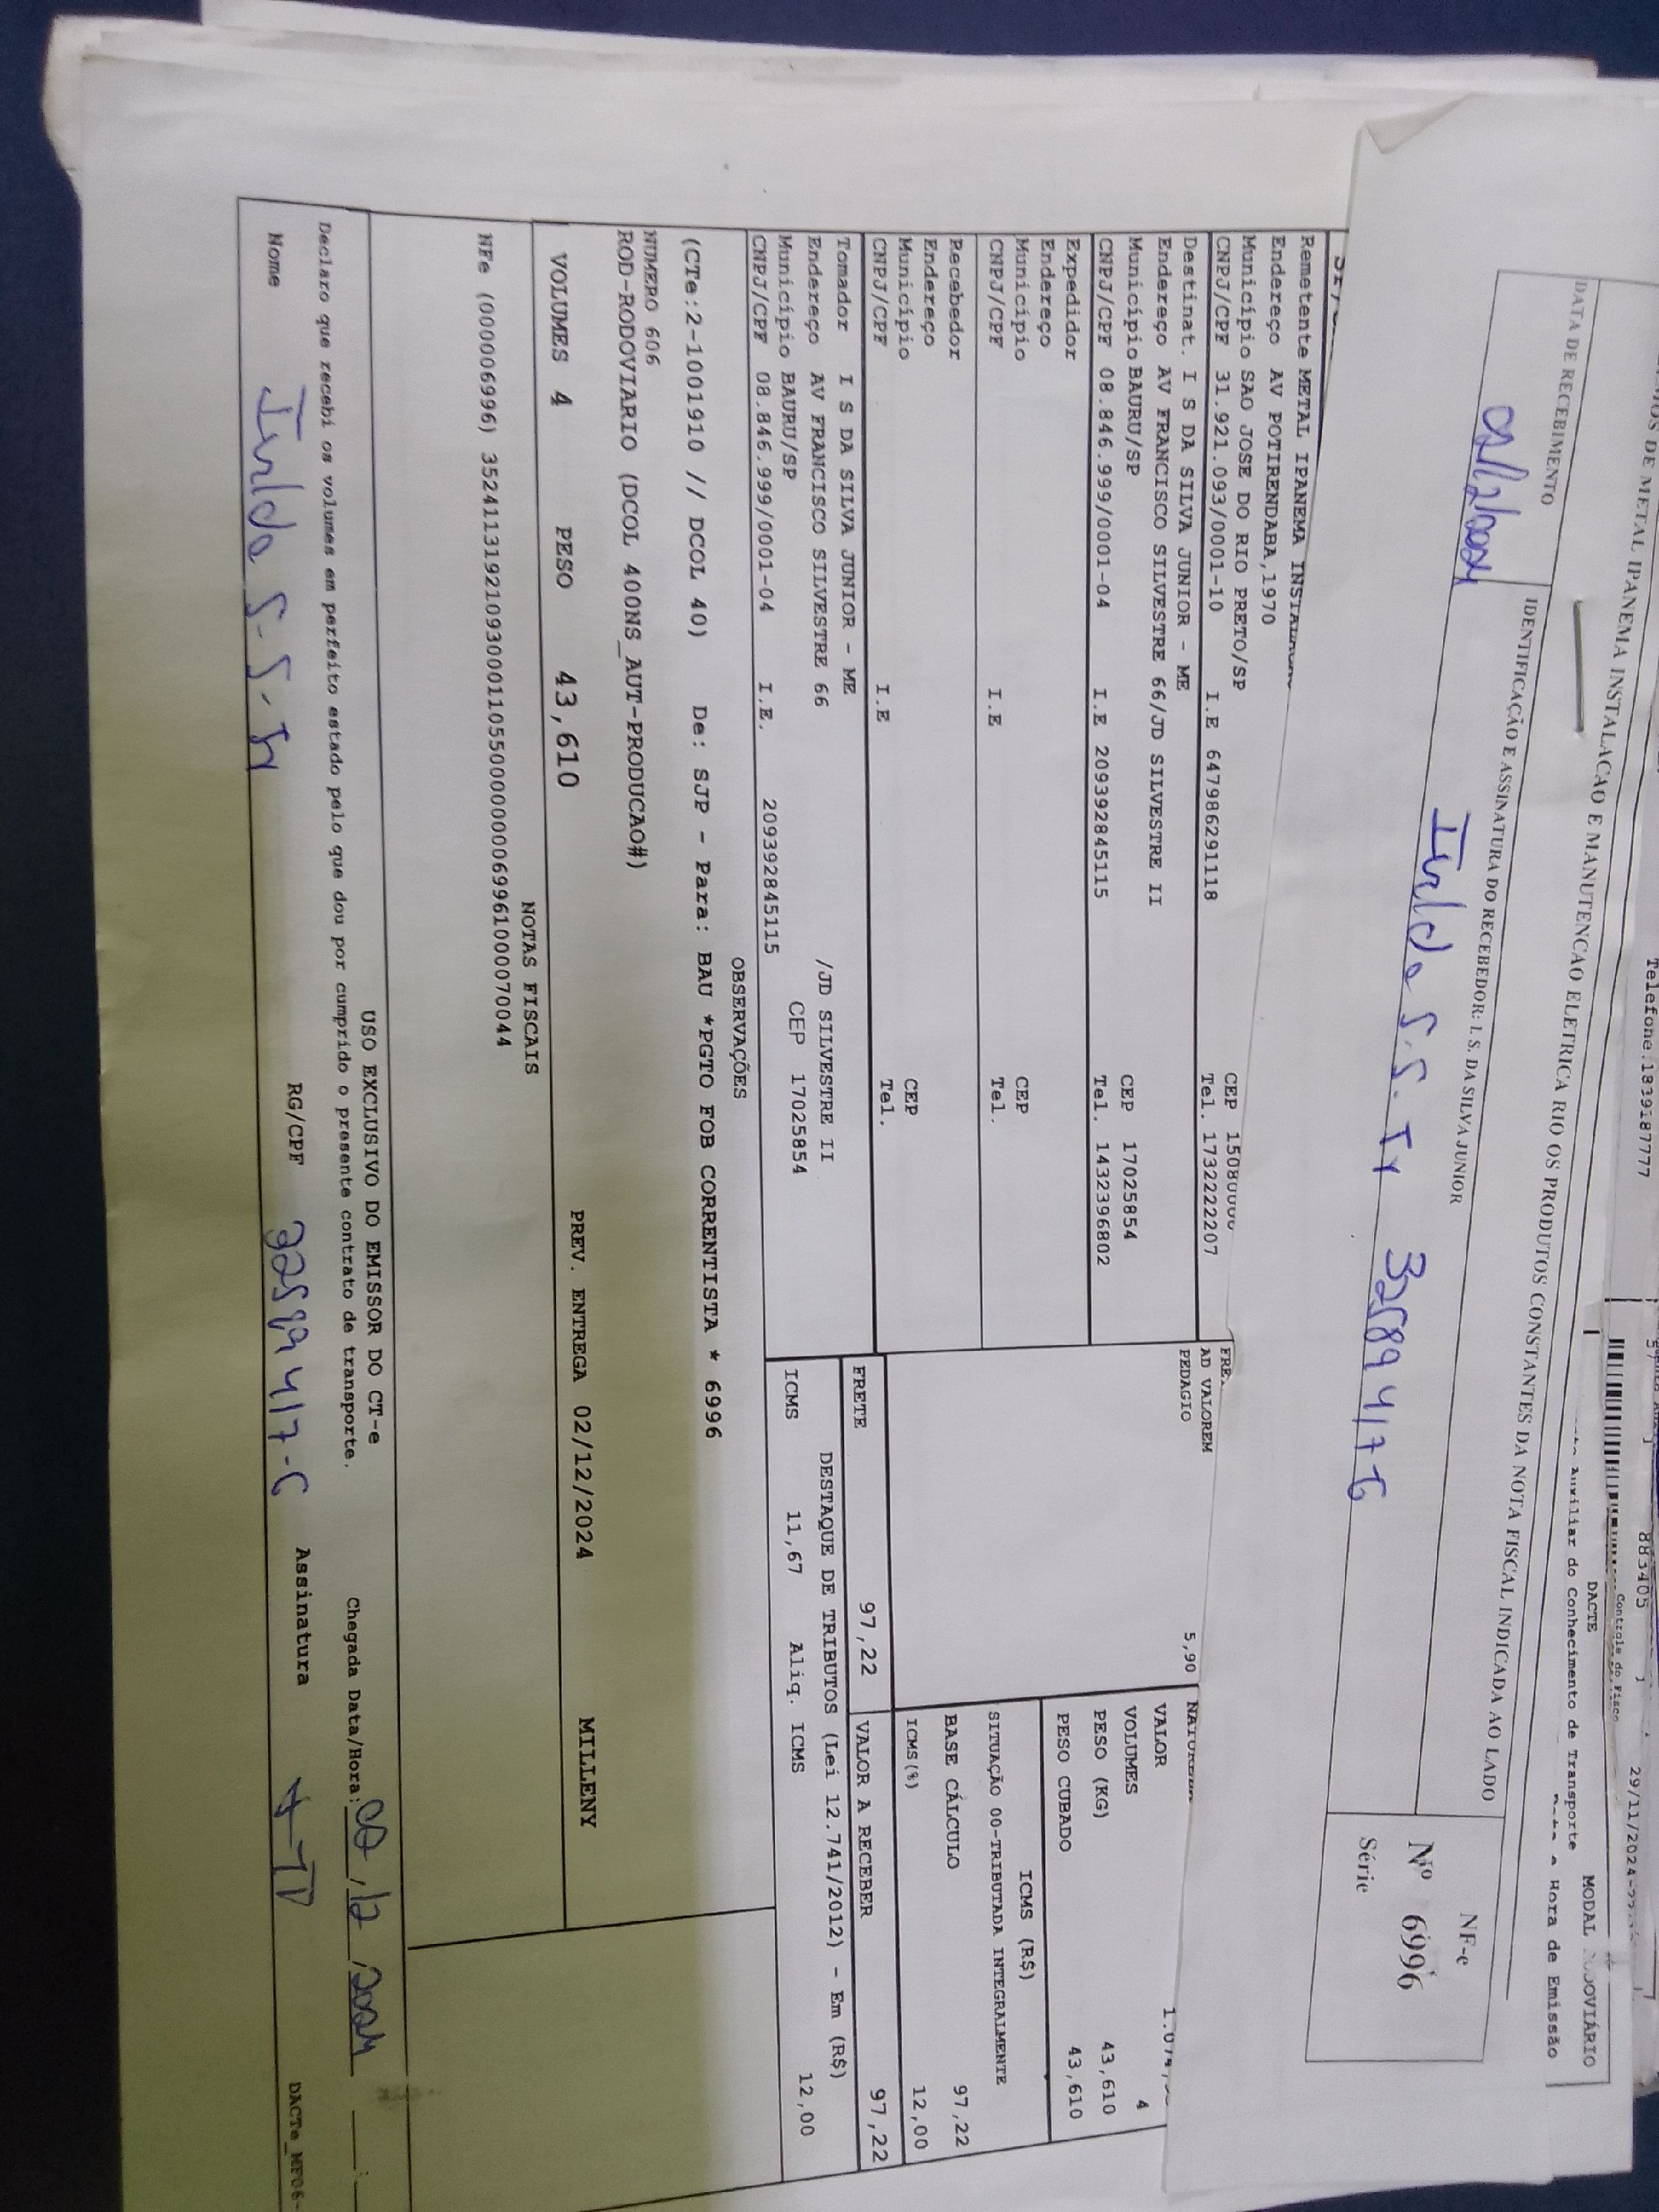 Telefone:1839187777
883405
29/11/2024
Controle do Fisco
DACTE
MODAL
Auxiliar do Conhecimento de Transporte
Hora de Emissão
DE METAL IPANEMA INSTALACAO E MANUTENCAO ELETRICA RIO OS PRODUTOS CONSTANTES DA NOTA FISCAL INDICADA AO LADO
DATA DE RECEBIMENTO
IDENTIFICAÇÃO E ASSINATURA DO RECEBEDOR: I. S. DA SILVA JUNIOR
NF-e
Nº 6996
Série
Remetente METAL IPANEMA
Endereço AV POTIRENDABA,1970
Município SAO JOSE DO RIO PRETO/SP
CNPJ/CPF 31.921.093/0001-10 I.E 647986291118 Tel. 1732222207
CEP
Destinat. I S DA SILVA JUNIOR - ME
Endereço AV FRANCISCO SILVESTRE 66/JD SILVESTRE II
Município BAURU/SP CEP 17025854
CNPJ/CPF 08.846.999/0001-04 I.E 209392845115 Tel. 1432396802
Expedidor
Endereço
Município CEP
CNPJ/CPF I.E Tel.
Recebedor
Endereço
Município CEP
CNPJ/CPF I.E Tel.
Tomador I S DA SILVA JUNIOR - ME
Endereço AV FRANCISCO SILVESTRE 66 /JD SILVESTRE II
Município BAURU/SP CEP 17025854
CNPJ/CPF 08.846.999/0001-04 I.E. 209392845115
AD VALOREM
PEDAGIO 5,90
VALOR
VOLUMES 4
PESO (KG) 43,610
PESO CUBADO 43,610
ICMS (R$)
SITUAÇÃO 00-TRIBUTADA INTEGRALMENTE
BASE CÁLCULO 97,22
ICMS(%) 12,00
FRETE 97,22 VALOR A RECEBER 97,22
DESTAQUE DE TRIBUTOS (Lei 12.741/2012) - Em (R$)
ICMS 11,67 Aliq. ICMS 12,00
OBSERVAÇÕES
(CTe:2-1001910 // DCOL 40) De: SJP - Para: BAU *PGTO FOB CORRENTISTA * 6996
NUMERO 606
ROD-RODOVIARIO (DCOL 400NS_AUT-PRODUCAO#)
VOLUMES 4 PESO 43,610 PREV. ENTREGA 02/12/2024 MILLENY
NOTAS FISCAIS
NFe (000006996) 35241131921093000110550000000069961000070044
USO EXCLUSIVO DO EMISSOR DO CT-e
Declaro que recebi os volumes em perfeito estado pelo que dou por cumprido o presente contrato de transporte. Chegada Data/Hora:
Nome RG/CPF Assinatura